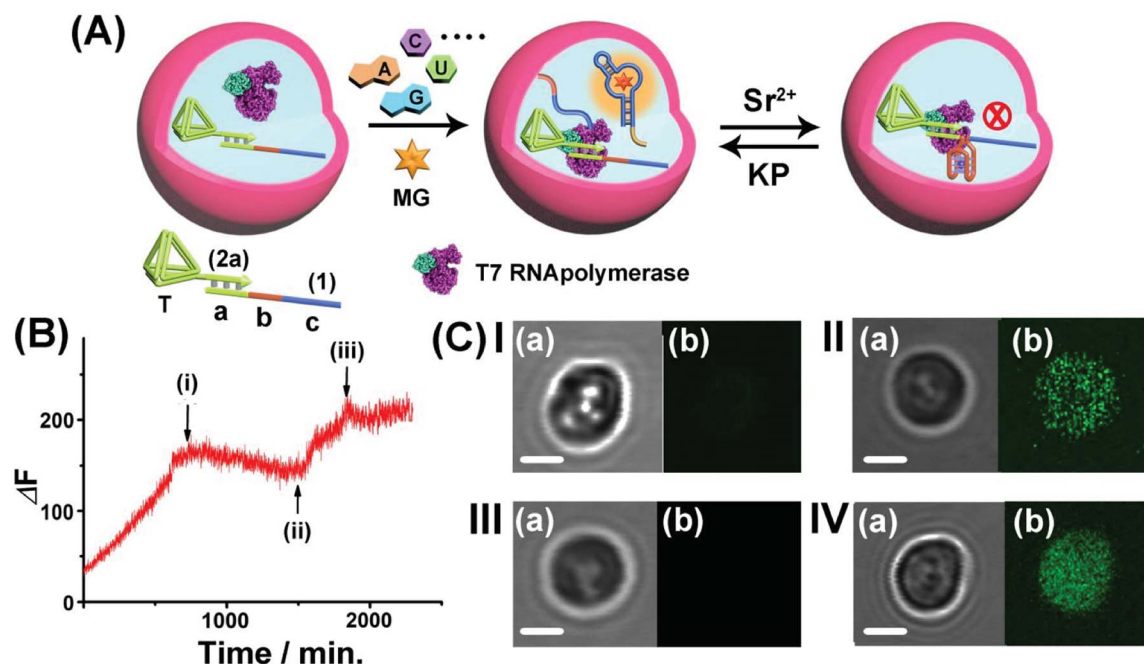 (A)
A
C
U
G
••••
MG
Sr²⁺
KP
(2a)
(1)
T
a
b
c
T7 RNApolymerase
(B)
(i)
(ii)
(iii)
200
100
0
ΔF
1000
2000
Time / min.
(C) I (a) (b)
II (a) (b)
III (a) (b)
IV (a) (b)